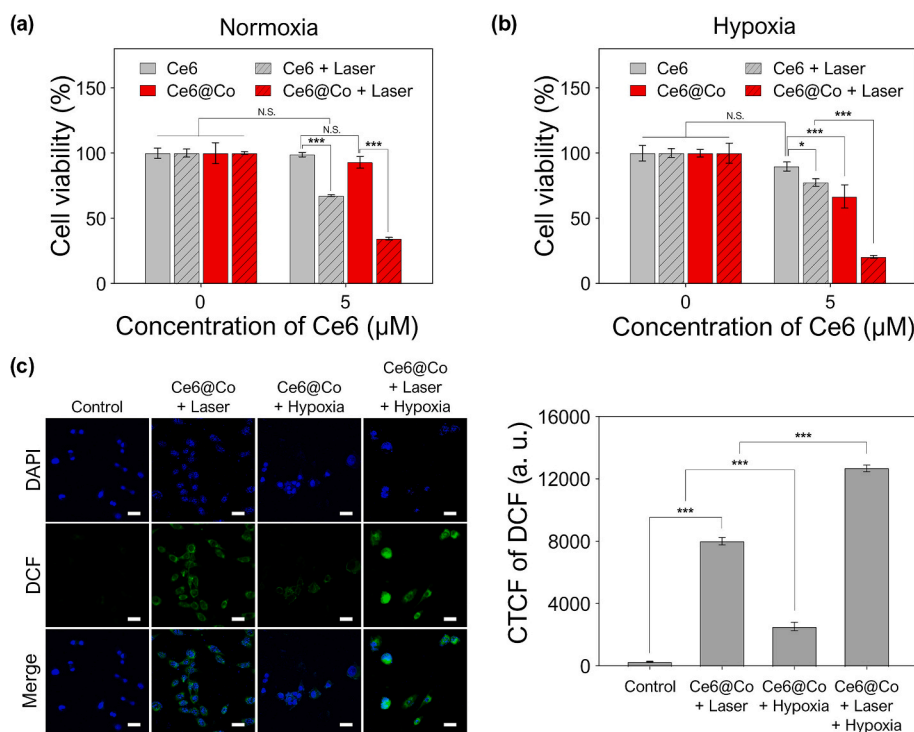 (a)
Normoxia
Cell viability (%)
150
100
50
0
Ce6
Ce6 + Laser
Ce6@Co
Ce6@Co + Laser
N.S.
N.S.
***
***
0
5
Concentration of Ce6 (μM)
(b)
Hypoxia
Cell viability (%)
150
100
50
0
Ce6
Ce6 + Laser
Ce6@Co
Ce6@Co + Laser
N.S.
***
***
*
0
5
Concentration of Ce6 (μM)
(c)
Control
Ce6@Co
+ Laser
Ce6@Co
+ Hypoxia
Ce6@Co
+ Laser
+ Hypoxia
DAPI
DCF
Merge
CTCF of DCF (a. u.)
16000
12000
8000
4000
0
***
***
***
Control
Ce6@Co
+ Laser
Ce6@Co
+ Hypoxia
Ce6@Co
+ Laser
+ Hypoxia